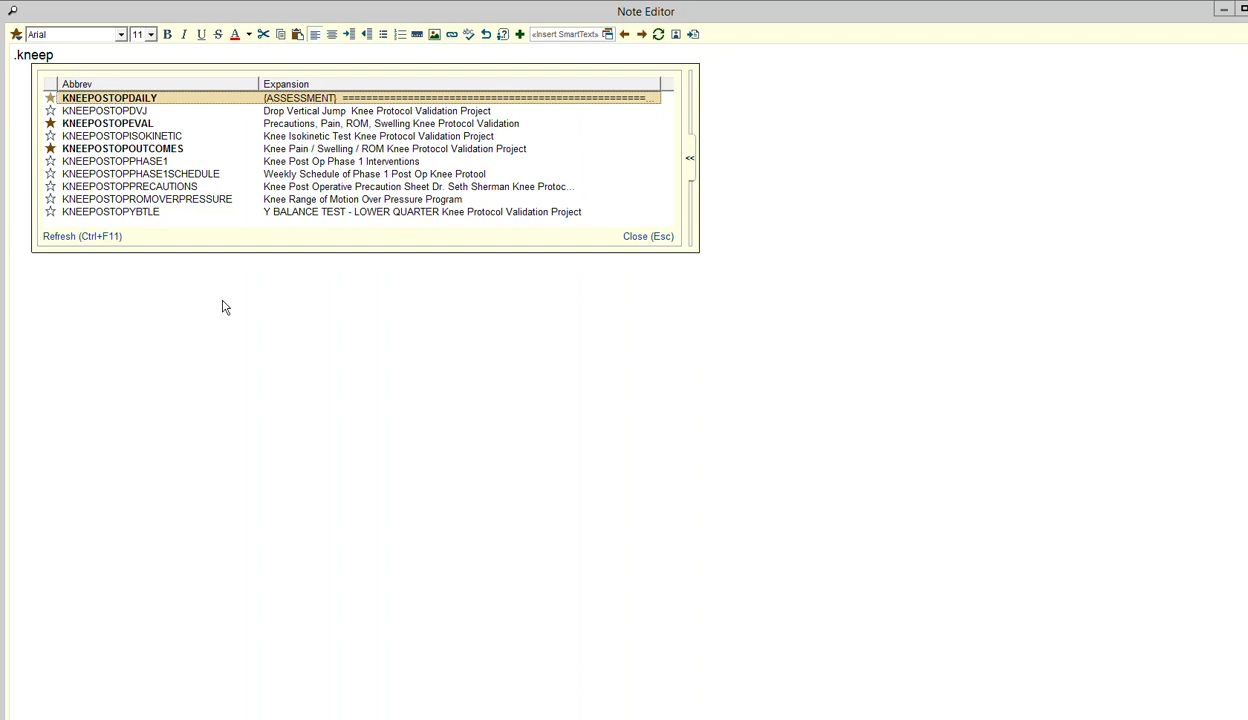 Note Editor
Arial 11 B I U S A «Insert SmartText»
.kneep
Abbrev Expansion
KNEEPOSTOPDAILY {ASSESSMENT} ==================================================...
KNEEPOSTOPDVJ Drop Vertical Jump Knee Protocol Validation Project
KNEEPOSTOPEVAL Precautions, Pain, ROM, Swelling Knee Protocol Validation
KNEEPOSTOPISOKINETIC Knee Isokinetic Test Knee Protocol Validation Project
KNEEPOSTOPOUTCOMES Knee Pain / Swelling / ROM Knee Protocol Validation Project
KNEEPOSTOPPHASE1 Knee Post Op Phase 1 Interventions
KNEEPOSTOPPHASE1SCHEDULE Weekly Schedule of Phase 1 Post Op Knee Protool
KNEEPOSTOPPRECAUTIONS Knee Post Operative Precaution Sheet Dr. Seth Sherman Knee Protoc...
KNEEPOSTOPROMOVERPRESSURE Knee Range of Motion Over Pressure Program
KNEEPOSTOPYBTLE Y BALANCE TEST - LOWER QUARTER Knee Protocol Validation Project
<<
Refresh (Ctrl+F11) Close (Esc)